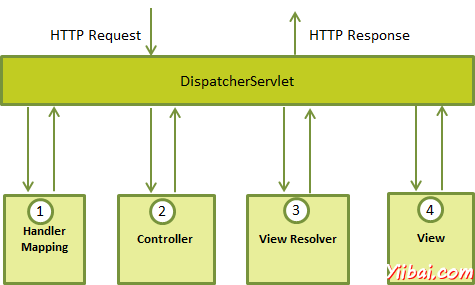 HTTP Request
HTTP Response
DispatcherServlet
1
Handler
Mapping
2
Controller
3
View Resolver
4
View
Yiibai.com